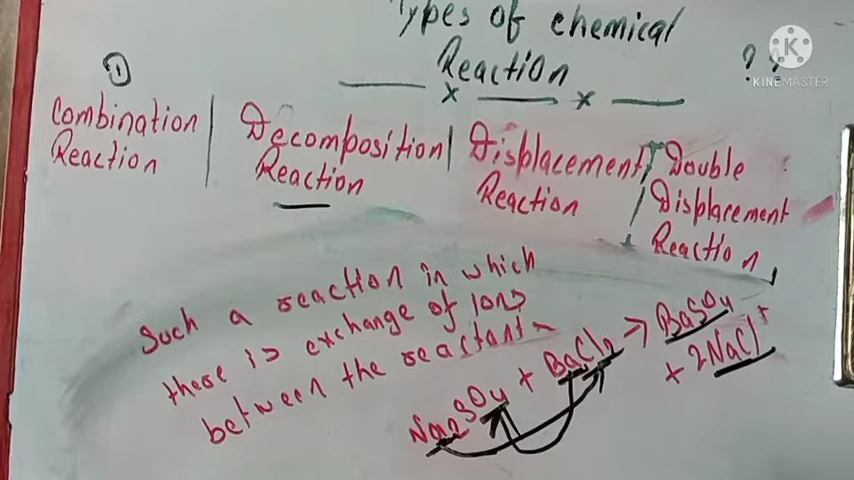 Types of chemical
Reaction ??
x x
①
Combination
Reaction
Decomposition
Reaction
Displacement
Reaction
Double
Displacement
Reaction
Such a reaction in which
there is exchange of Ions
between the reactants
Na2SO4 + BaCl2 → BaSO4
+ 2NaCl
K
KINEMASTER